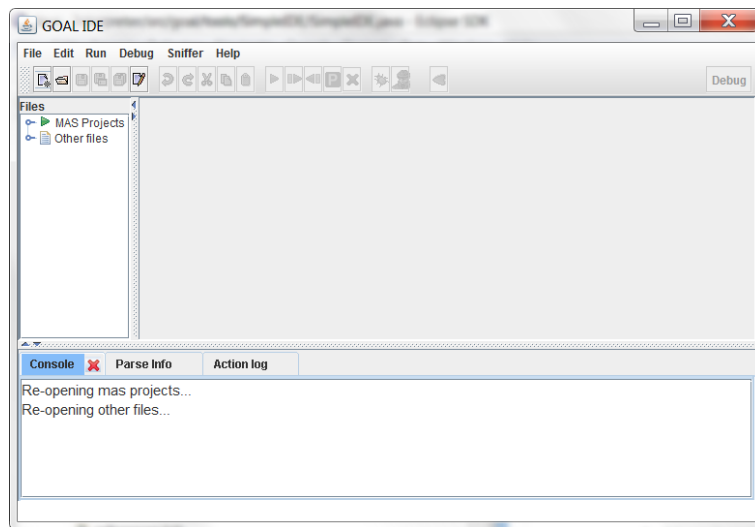 GOAL IDE
File Edit Run Debug Sniffer Help
Debug
Files
MAS Projects
Other files
Console Parse Info Action log
Re-opening mas projects...
Re-opening other files...